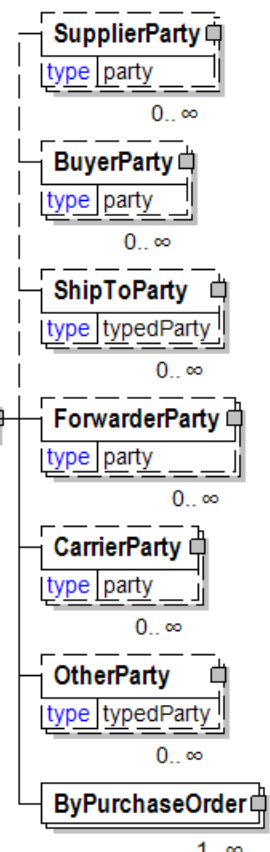 SupplierParty
type party
0.. ∞
BuyerParty
type party
0.. ∞
ShipToParty
type typedParty
0.. ∞
ForwarderParty
type party
0.. ∞
CarrierParty
type party
0.. ∞
OtherParty
type typedParty
0.. ∞
ByPurchaseOrder
1.. ∞